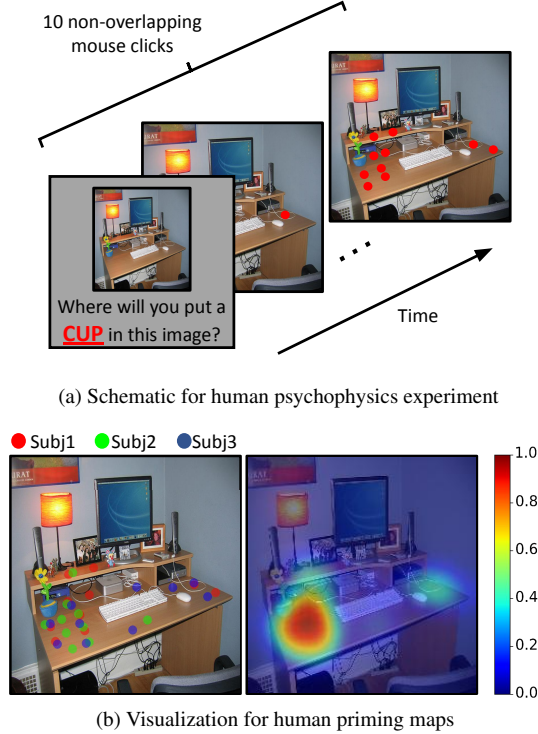 10 non-overlapping
mouse clicks
Where will you put a
CUP in this image?
Time
(a) Schematic for human psychophysics experiment
Subj1 Subj2 Subj3
RAT
1.0
0.8
0.6
0.4
0.2
0.0
(b) Visualization for human priming maps